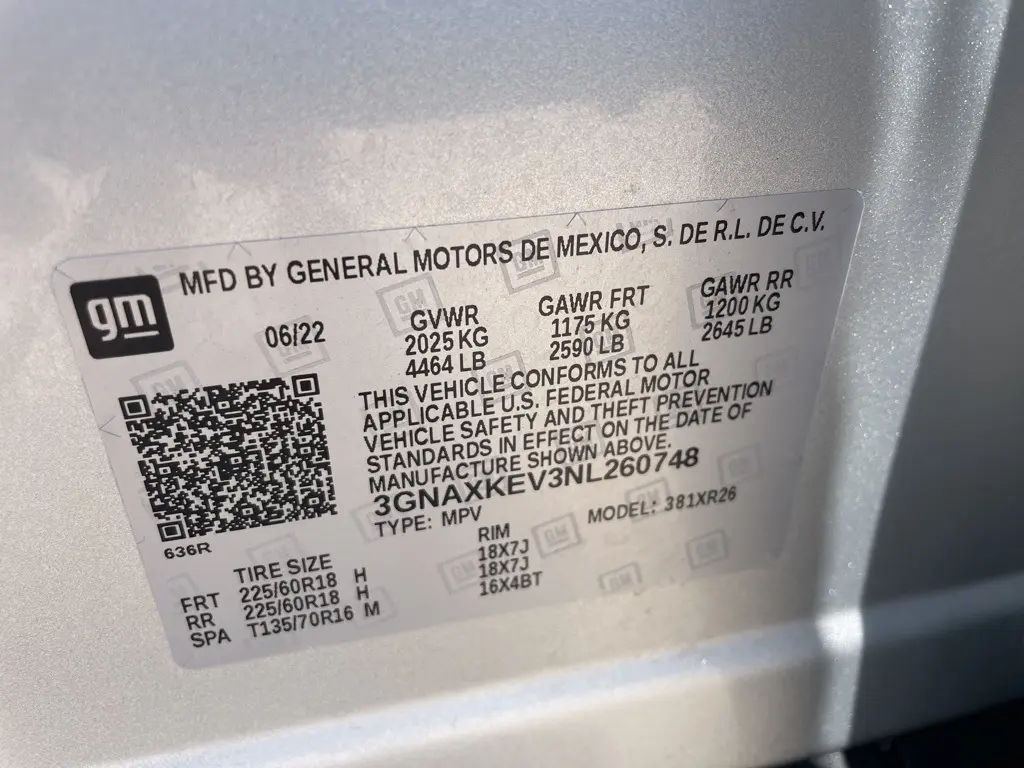 MFD BY GENERAL MOTORS DE MEXICO, S. DE R.L. DE C.V.
gm
06/22
GVWR
2025 KG
4464 LB
GAWR FRT
1175 KG
2590 LB
GAWR RR
1200 KG
2645 LB
THIS VEHICLE CONFORMS TO ALL
APPLICABLE U.S. FEDERAL MOTOR
VEHICLE SAFETY AND THEFT PREVENTION
STANDARDS IN EFFECT ON THE DATE OF
MANUFACTURE SHOWN ABOVE.
3GNAXKEV3NL260748
TYPE: MPV MODEL: 381XR26
636R
TIRE SIZE RIM
FRT 225/60R18 H 18X7J
RR 225/60R18 H 18X7J
SPA T135/70R16 M 16X4BT